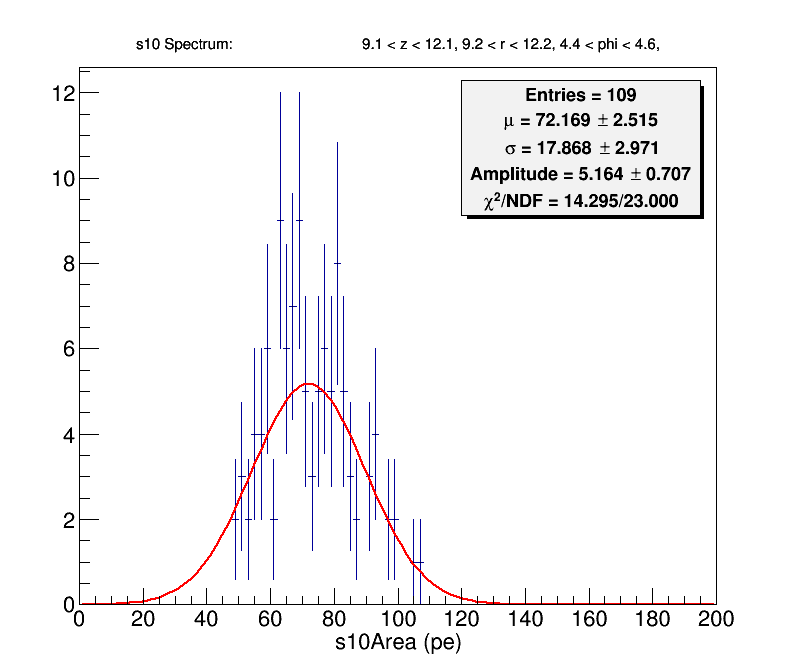 s10 Spectrum: 9.1 < z < 12.1, 9.2 < r < 12.2, 4.4 < phi < 4.6,
Entries = 109
μ = 72.169 ± 2.515
σ = 17.868 ± 2.971
Amplitude = 5.164 ± 0.707
χ²/NDF = 14.295/23.000
12
10
8
6
4
2
0
0 20 40 60 80 100 120 140 160 180 200
s10Area (pe)